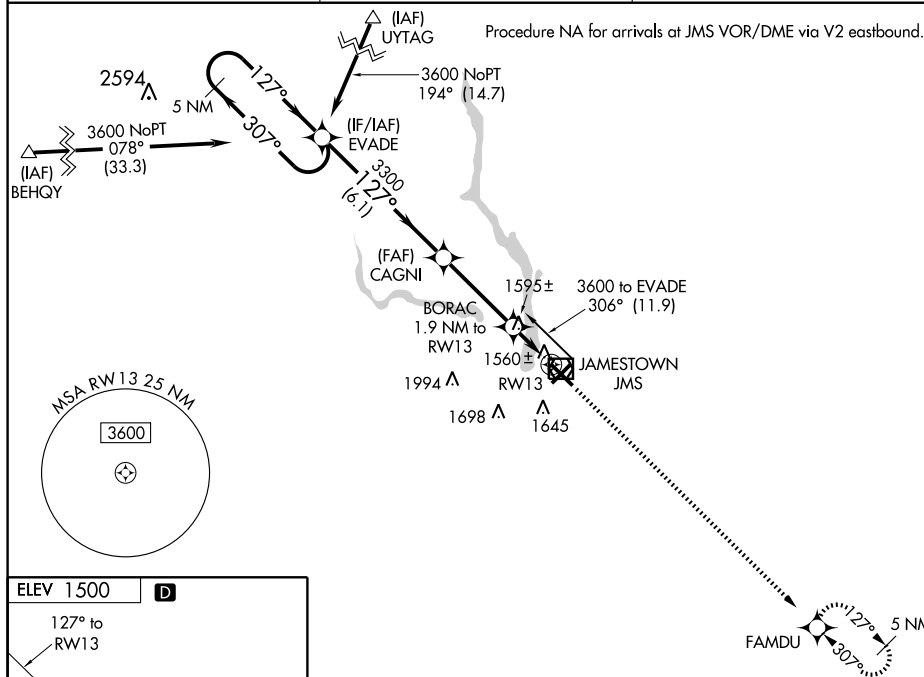 (IAF)
UYTAG
Procedure NA for arrivals at JMS VOR/DME via V2 eastbound.
3600 NoPT
194° (14.7)
2594
5 NM
127°
307°
(IF/IAF)
EVADE
3600 NoPT
078°
(33.3)
(IAF)
BEHQY
3300
127°
(6.1)
(FAF)
CAGNI
1595±
3600 to EVADE
306° (11.9)
BORAC
1.9 NM to
RW13
1560±
RW13
JAMESTOWN
JMS
1994
1698
1645
MSA RW13 25 NM
3600
ELEV 1500
D
127° to
RW13
FAMDU
127°
307°
5 NM